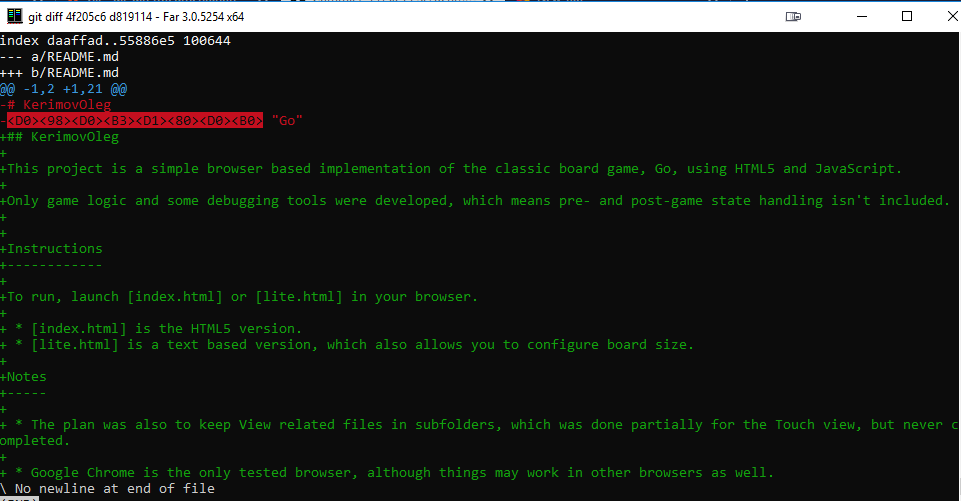 git diff 4f205c6 d819114 - Far 3.0.5254 x64
index daaffad..55886e5 100644
--- a/README.md
+++ b/README.md
@@ -1,2 +1,21 @@
-# KerimovOleg
-<D0><98><D0><B3><D1><80><D0><B0> "Go"
+## KerimovOleg
+
+This project is a simple browser based implementation of the classic board game, Go, using HTML5 and JavaScript.
+
+Only game logic and some debugging tools were developed, which means pre- and post-game state handling isn't included.
+
+
+Instructions
+------------
+
+To run, launch [index.html] or [lite.html] in your browser.
+
+ * [index.html] is the HTML5 version.
+ * [lite.html] is a text based version, which also allows you to configure board size.
+
+Notes
+-----
+
+ * The plan was also to keep View related files in subfolders, which was done partially for the Touch view, but never c
ompleted.
+
+ * Google Chrome is the only tested browser, although things may work in other browsers as well.
\ No newline at end of file